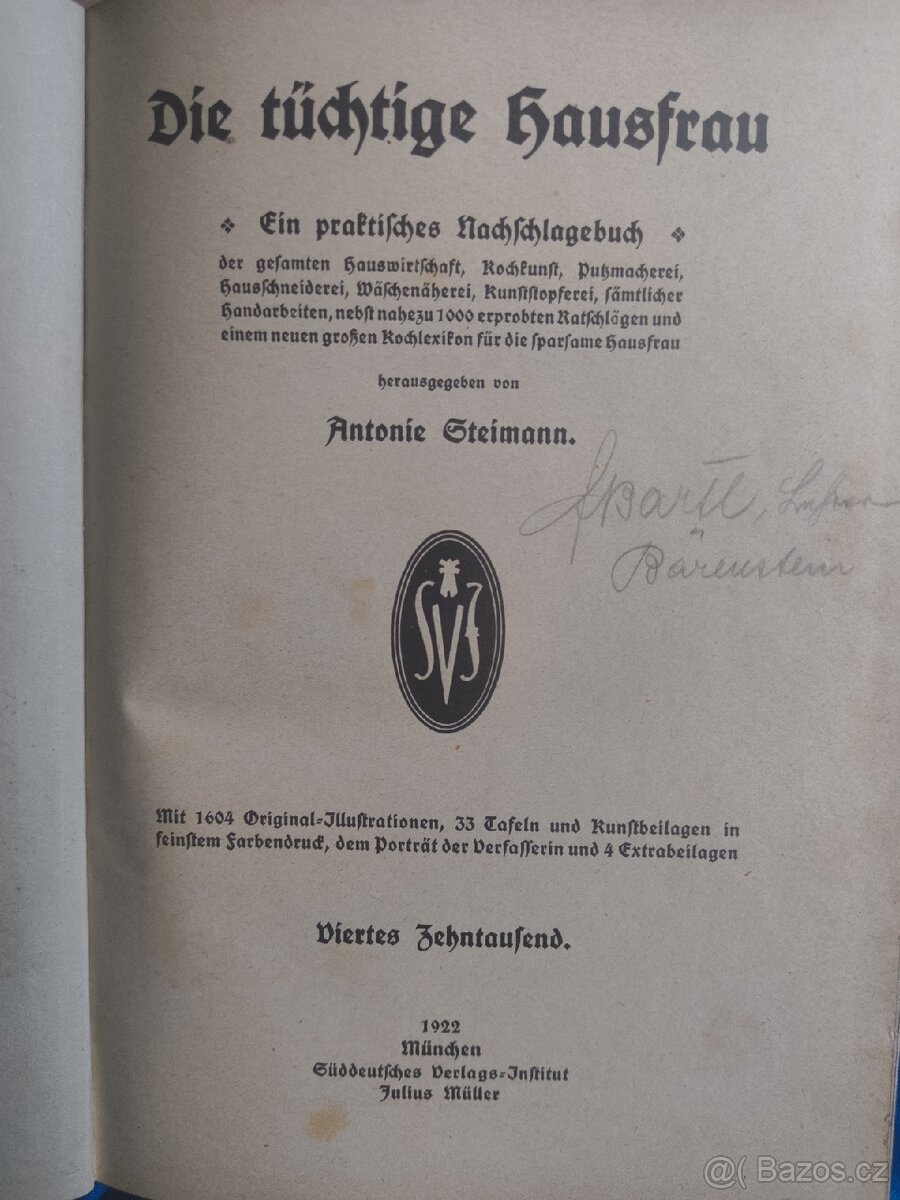 Die tüchtige Hausfrau
Ein praktisches Nachschlagebuch
der gesamten Hauswirtschaft, Kochkunst, Putzmacherei,
Hausschneiderei, Wäschenäherei, Kunststopferei, sämtlicher
Handarbeiten, nebst nahezu 1000 erprobten Ratschlägen und
einem neuen großen Kochlexikon für die sparsame Hausfrau
herausgegeben von
Antonie Steimann.
Bartl,
Bärenstein
SVJ
Mit 1604 Original-Illustrationen, 33 Tafeln und Kunstbeilagen in
feinstem Farbendruck, dem Porträt der Verfasserin und 4 Extrabeilagen
Viertes Zehntausend.
1922
München
Süddeutsches Verlags-Institut
Julius Müller
@( Bazos.cz